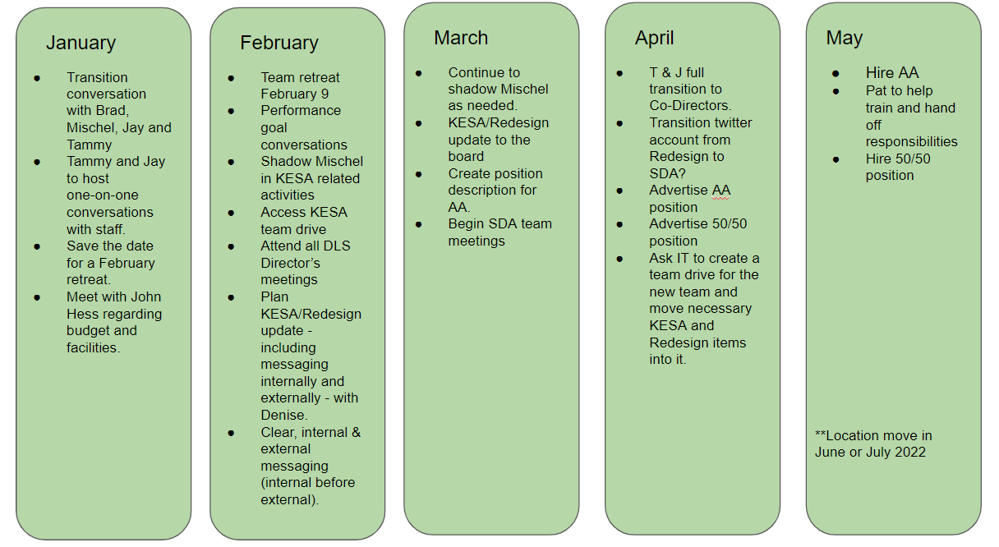 January
● Transition
conversation
with Brad,
Mischel, Jay and
Tammy
● Tammy and Jay
to host
one-on-one
conversations
with staff.
● Save the date
for a February
retreat.
● Meet with John
Hess regarding
budget and
facilities.
February
● Team retreat
February 9
● Performance
goal
conversations
● Shadow Mischel
in KESA related
activities
● Access KESA
team drive
● Attend all DLS
Director’s
meetings
● Plan
KESA/Redesign
update -
including
messaging
internally and
externally - with
Denise.
● Clear, internal &
external
messaging
(internal before
external).
March
● Continue to
shadow Mischel
as needed.
● KESA/Redesign
update to the
board
● Create position
description for
AA.
● Begin SDA team
meetings
April
● T & J full
transition to
Co-Directors.
● Transition twitter
account from
Redesign to
SDA?
● Advertise AA
position
● Advertise 50/50
position
● Ask IT to create a
team drive for the
new team and
move necessary
KESA and
Redesign items
into it.
May
● Hire AA
● Pat to help
train and hand
off
responsibilities
● Hire 50/50
position
**Location move in
June or July 2022